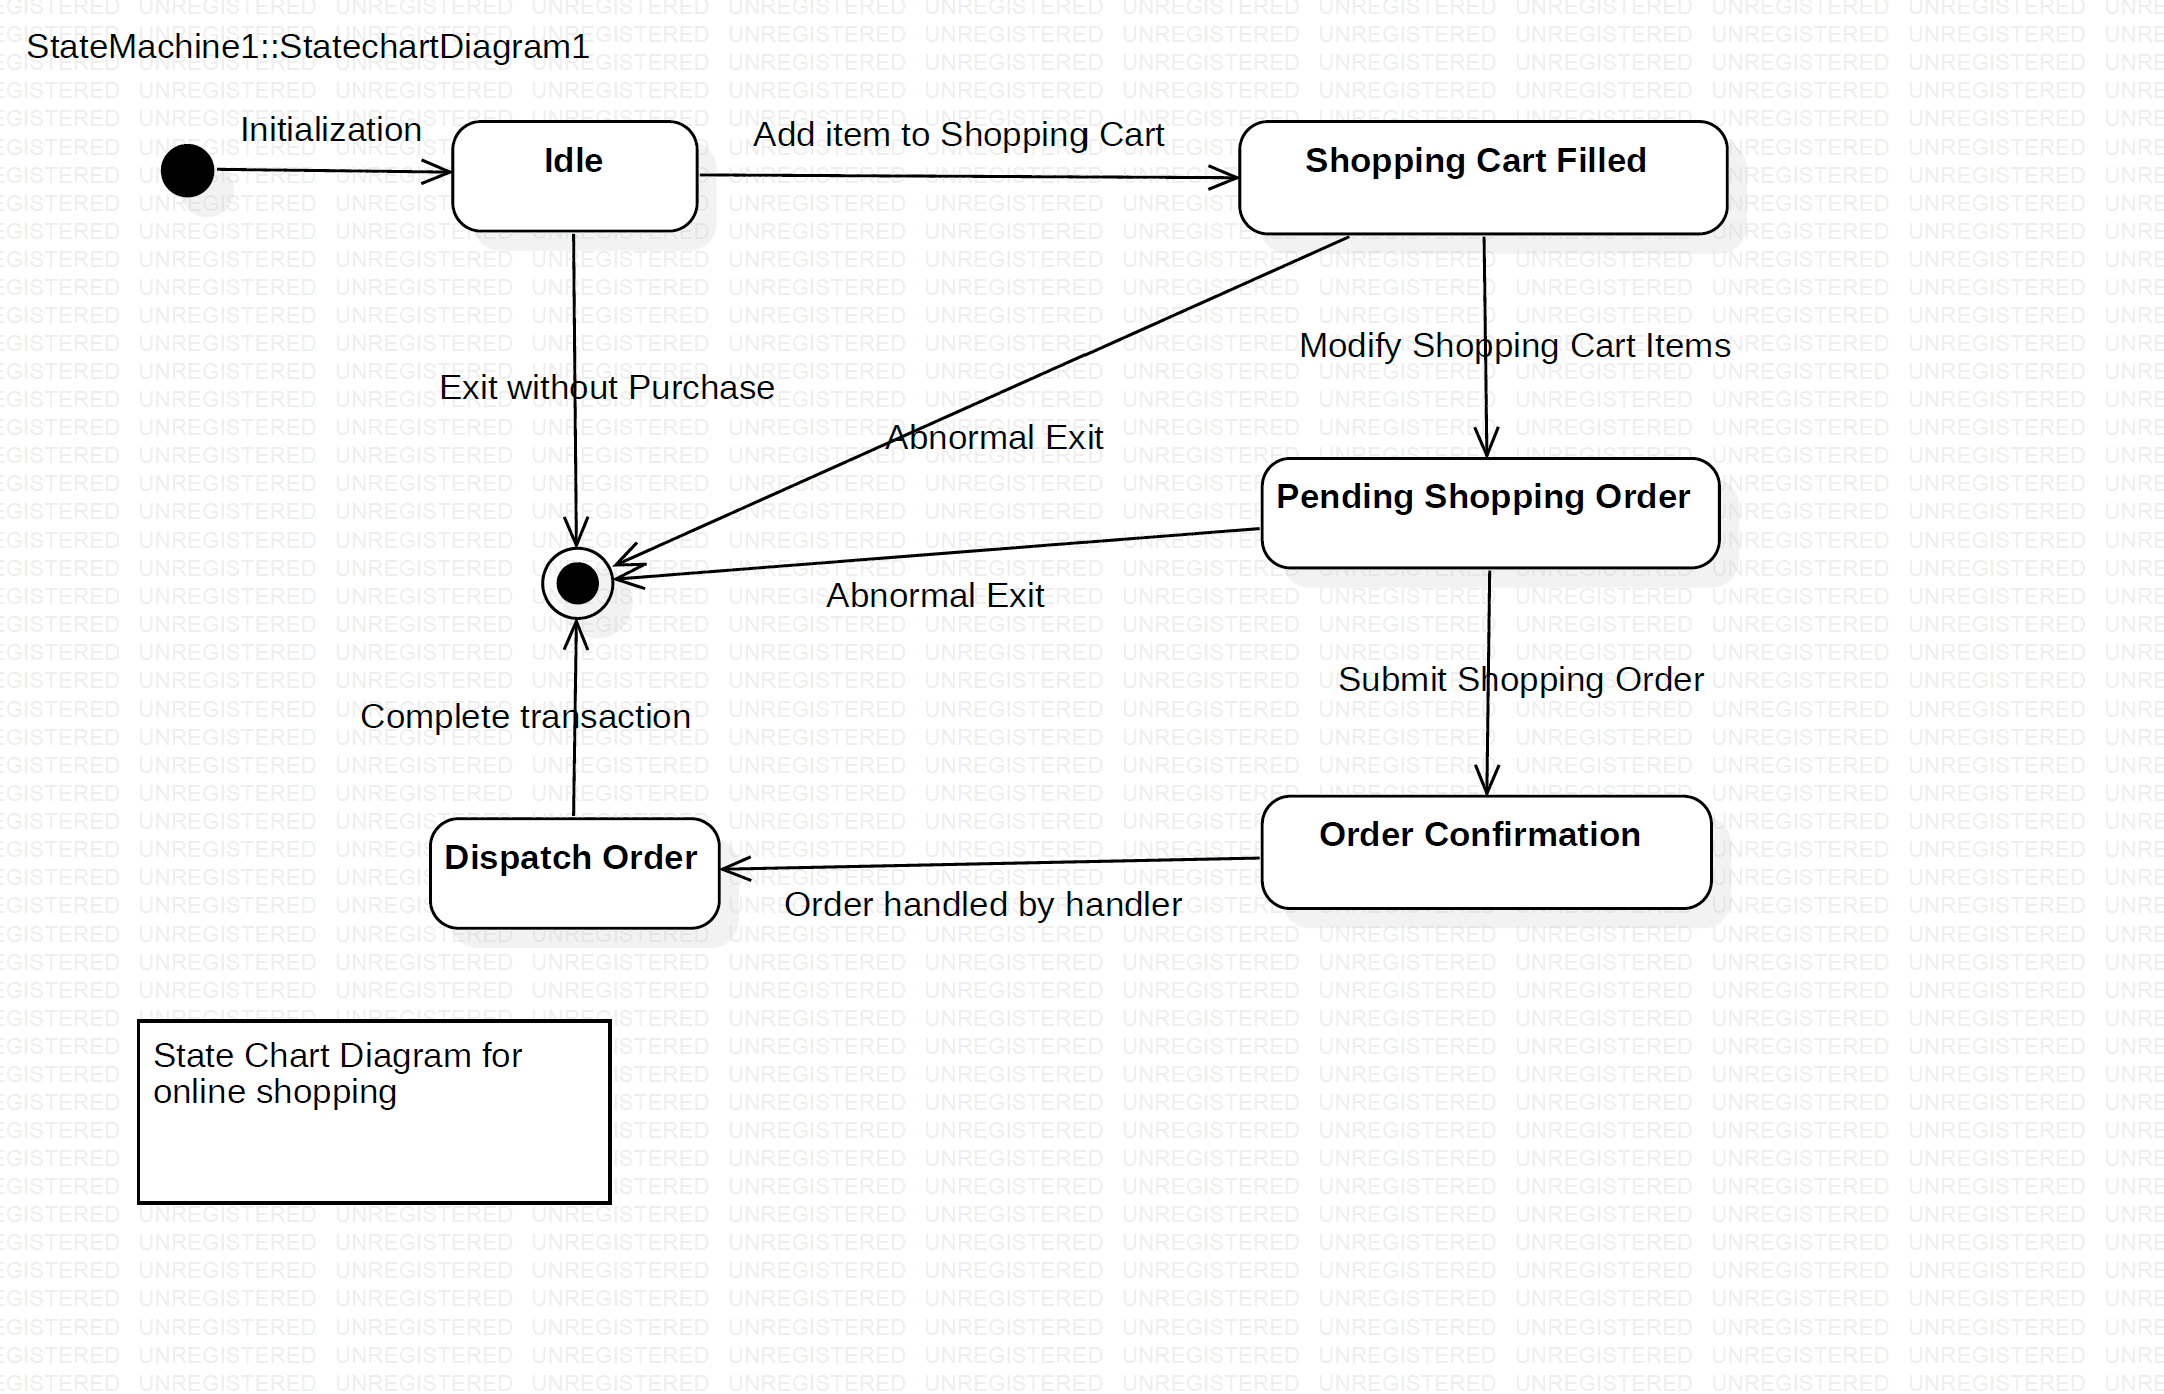 StateMachine1::StatechartDiagram1
Initialization
Idle
Add item to Shopping Cart
Shopping Cart Filled
Modify Shopping Cart Items
Exit without Purchase
Abnormal Exit
Pending Shopping Order
Abnormal Exit
Submit Shopping Order
Complete transaction
Order Confirmation
Dispatch Order
Order handled by handler
State Chart Diagram for
online shopping
UNREGISTERED